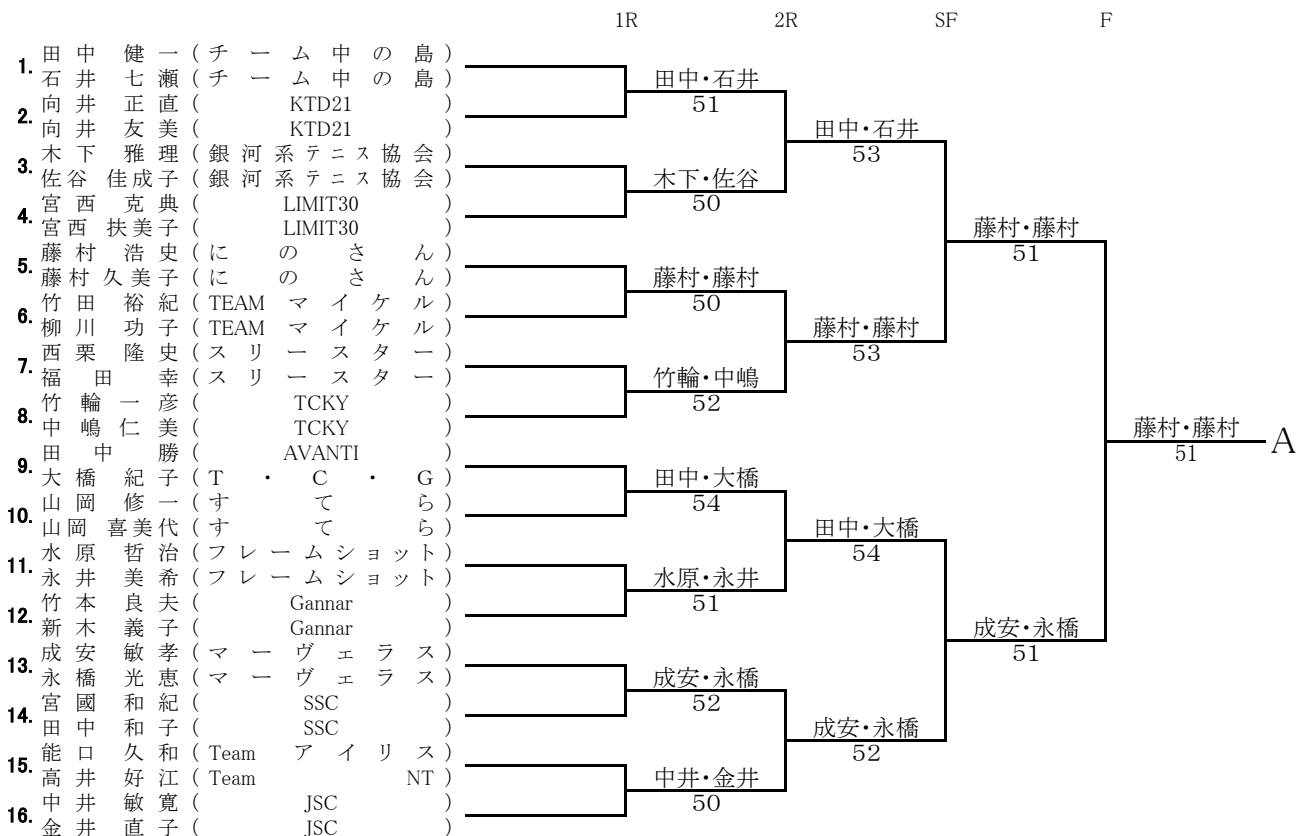 1R 2R SF F
1. 田中 健一 (チーム中の島)
石井 七瀬 (チーム中の島)
2. 向井 正直 (KTD21)
向井 友美 (KTD21)
3. 木下 雅理 (銀河系テニス協会)
佐谷 佳成子 (銀河系テニス協会)
4. 宮西 克典 (LIMIT30)
宮西 扶美子 (LIMIT30)
5. 藤村 浩史 (にのさん)
藤村 久美子 (にのさん)
6. 竹田 裕紀 (TEAM マイケル)
柳川 功子 (TEAM マイケル)
7. 西栗 隆史 (スリースター)
福田 幸 (スリースター)
8. 竹輪 一彦 (TCKY)
中嶋 仁美 (TCKY)
9. 田中 勝 (AVANTI)
大橋 紀子 (T・C・G)
10. 山岡 修一 (すてら)
山岡 喜美代 (すてら)
11. 水原 哲治 (フレームショット)
永井 美希 (フレームショット)
12. 竹本 良夫 (Gannar)
新木 義子 (Gannar)
13. 成安 敏孝 (マーヴェラス)
永橋 光恵 (マーヴェラス)
14. 宮國 和紀 (SSC)
田中 和子 (SSC)
15. 能口 久和 (Team アイリス)
高井 好江 (Team NT)
16. 中井 敏寛 (JSC)
金井 直子 (JSC)
田中・石井
51
木下・佐谷
50
藤村・藤村
50
竹輪・中嶋
52
田中・大橋
54
水原・永井
51
成安・永橋
52
中井・金井
50
田中・石井
53
藤村・藤村
53
田中・大橋
54
成安・永橋
52
藤村・藤村
51
成安・永橋
51
藤村・藤村
51
A